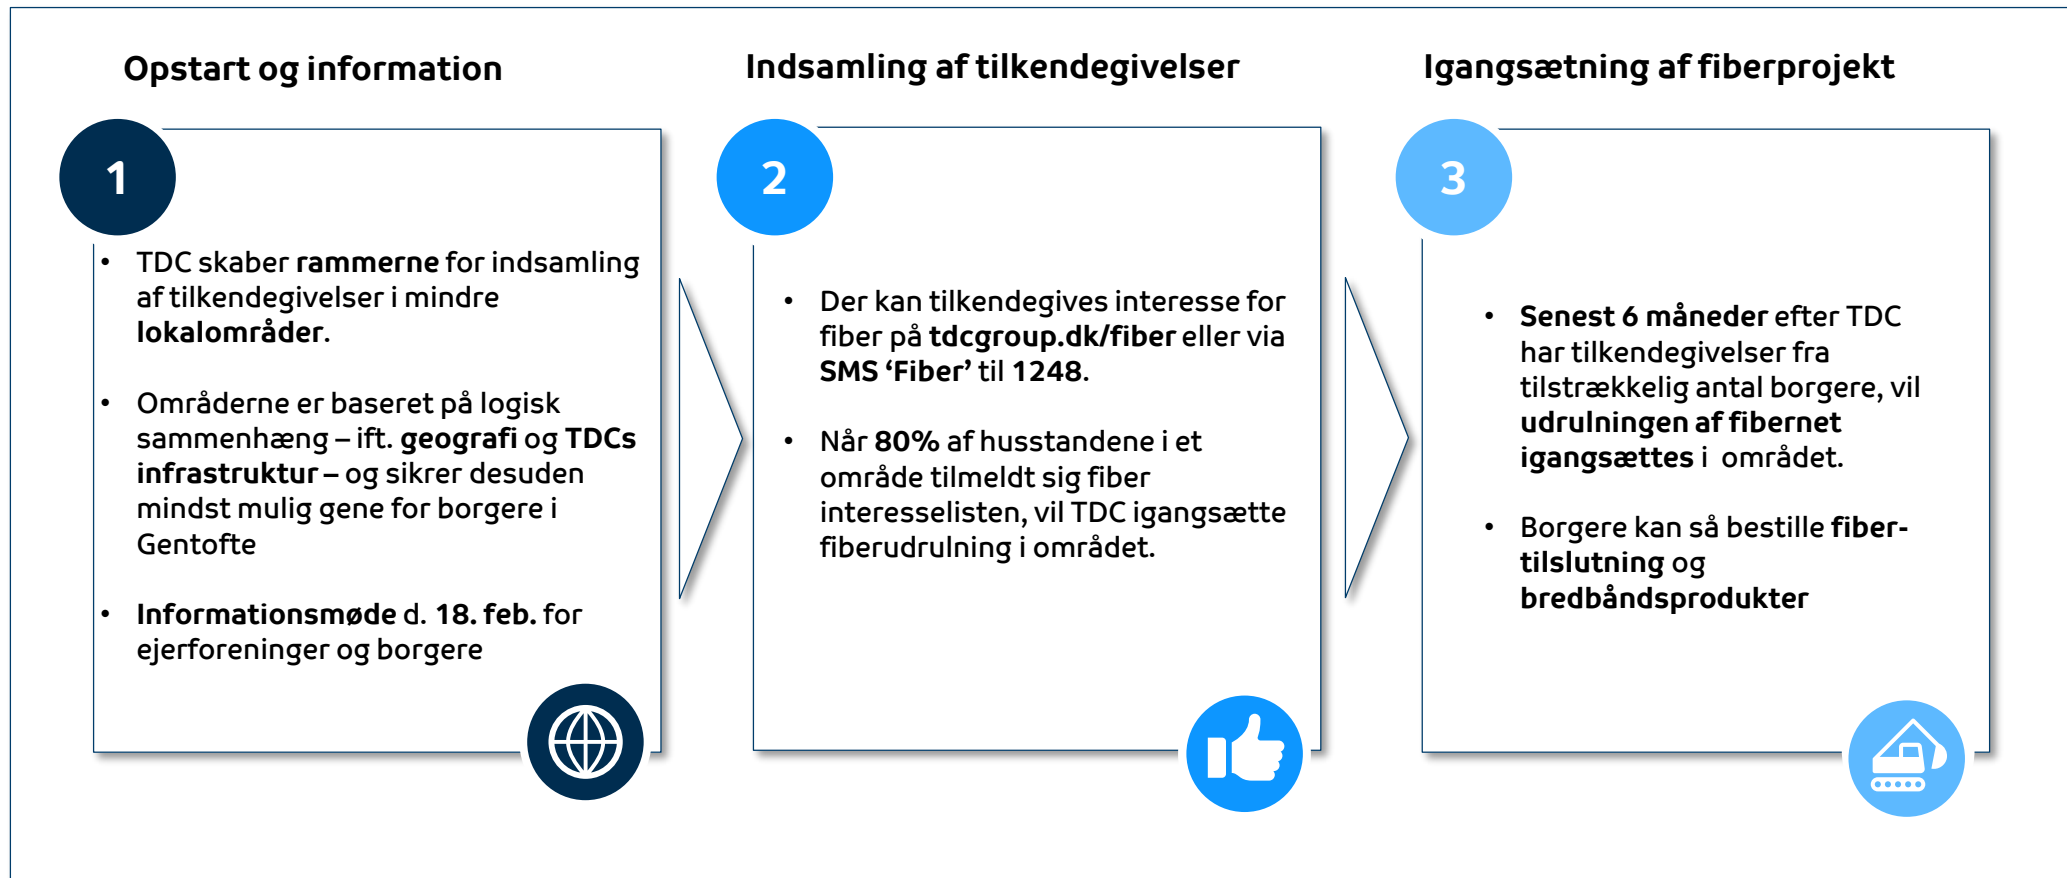 Opstart og information
1
• TDC skaber rammerne for indsamling
af tilkendegivelser i mindre
lokalområder.
• Områderne er baseret på logisk
sammenhæng – ift. geografi og TDCs
infrastruktur – og sikrer desuden
mindst mulig gene for borgere i
Gentofte
• Informationsmøde d. 18. feb. for
ejerforeninger og borgere
Indsamling af tilkendegivelser
2
• Der kan tilkendegives interesse for
fiber på tdcgroup.dk/fiber eller via
SMS ‘Fiber’ til 1248.
• Når 80% af husstandene i et
område tilmeldt sig fiber
interesselisten, vil TDC igangsætte
fiberudrulning i området.
Igangsætning af fiberprojekt
3
• Senest 6 måneder efter TDC
har tilkendegivelser fra
tilstrækkelig antal borgere, vil
udrulningen af fibernet
igangsættes i området.
• Borgere kan så bestille fiber-
tilslutning og
bredbåndsprodukter